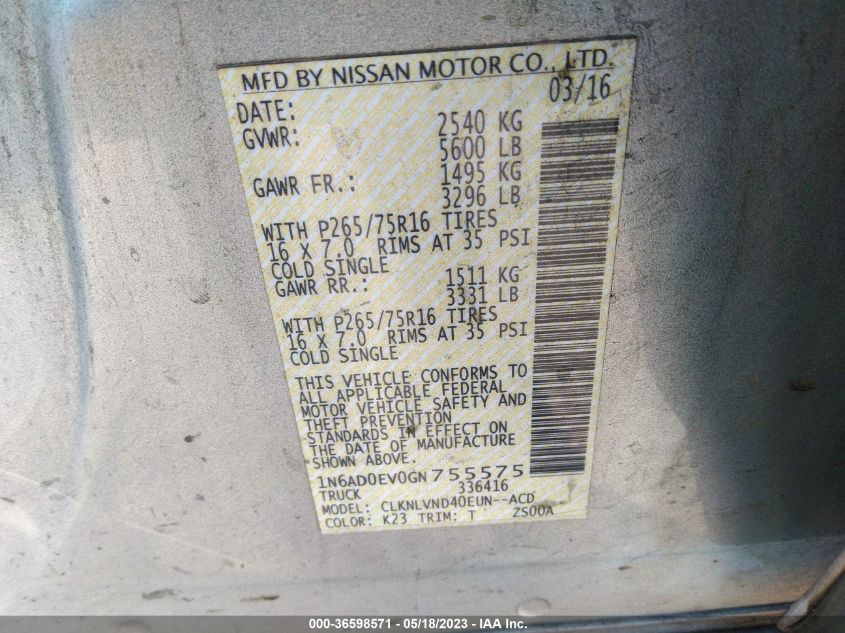 MFD BY NISSAN MOTOR CO., LTD.
DATE: 03/16
GVWR: 2540 KG
5600 LB
GAWR FR.: 1495 KG
3296 LB
WITH P265/75R16 TIRES
16 X 7.0 RIMS AT 35 PSI
COLD SINGLE
GAWR RR.: 1511 KG
3331 LB
WITH P265/75R16 TIRES
16 X 7.0 RIMS AT 35 PSI
COLD SINGLE
THIS VEHICLE CONFORMS TO
ALL APPLICABLE FEDERAL
MOTOR VEHICLE SAFETY AND
THEFT PREVENTION
STANDARDS IN EFFECT ON
THE DATE OF MANUFACTURE
SHOWN ABOVE.
1N6AD0EV0GN755575
TRUCK 336416
MODEL: CLKNLVND40EUN--ACD
COLOR: K23 TRIM: T ZS00A
000-36598571 - 05/18/2023 - IAA Inc.